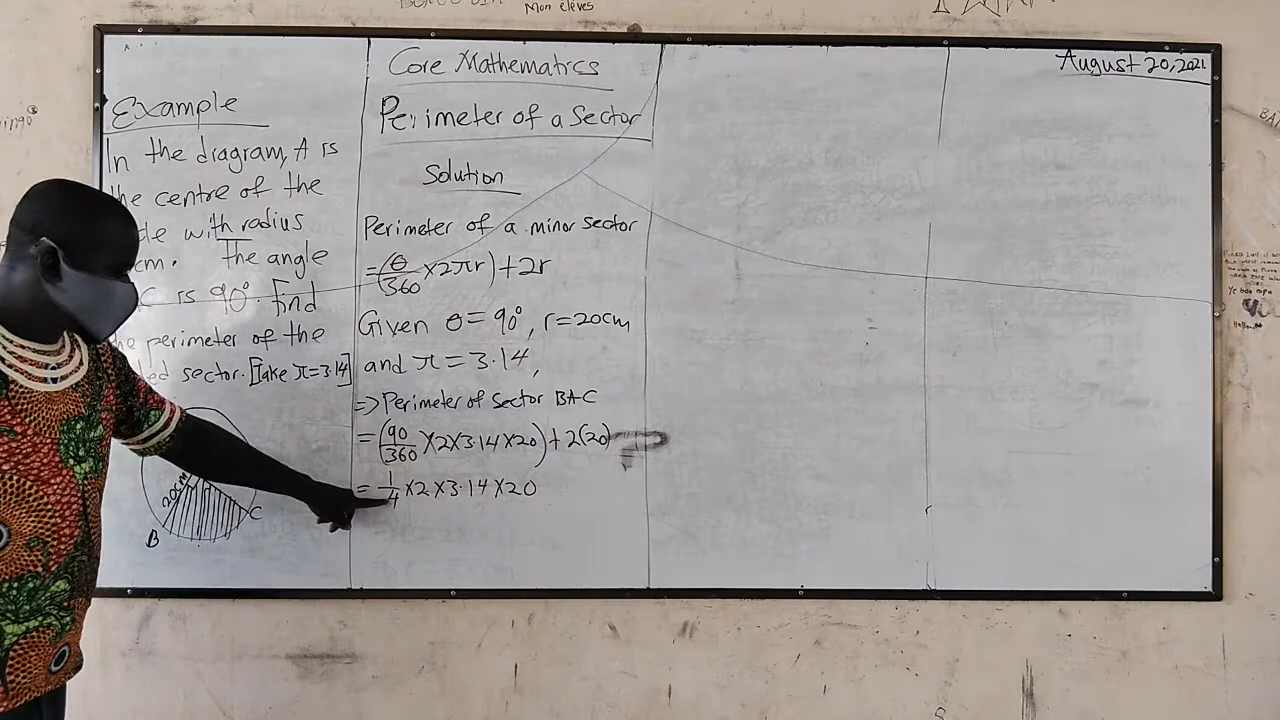 Mon élèves
August 20, 2021
Example
In the diagram, A is
the centre of the
with radius
cm. The angle
C is 90°. Find
the perimeter of the
sector. [Take π=3.14]
20cm
B
C
Core Mathematics
Perimeter of a Sector
Solution
Perimeter of a minor sector
=(θ/360 ×2πr)+2r
Given θ=90°, r=20cm
and π=3.14,
=> Perimeter of Sector BAC
=(90/360 ×2×3.14×20)+2(20)
=1/4 ×2×3.14×20